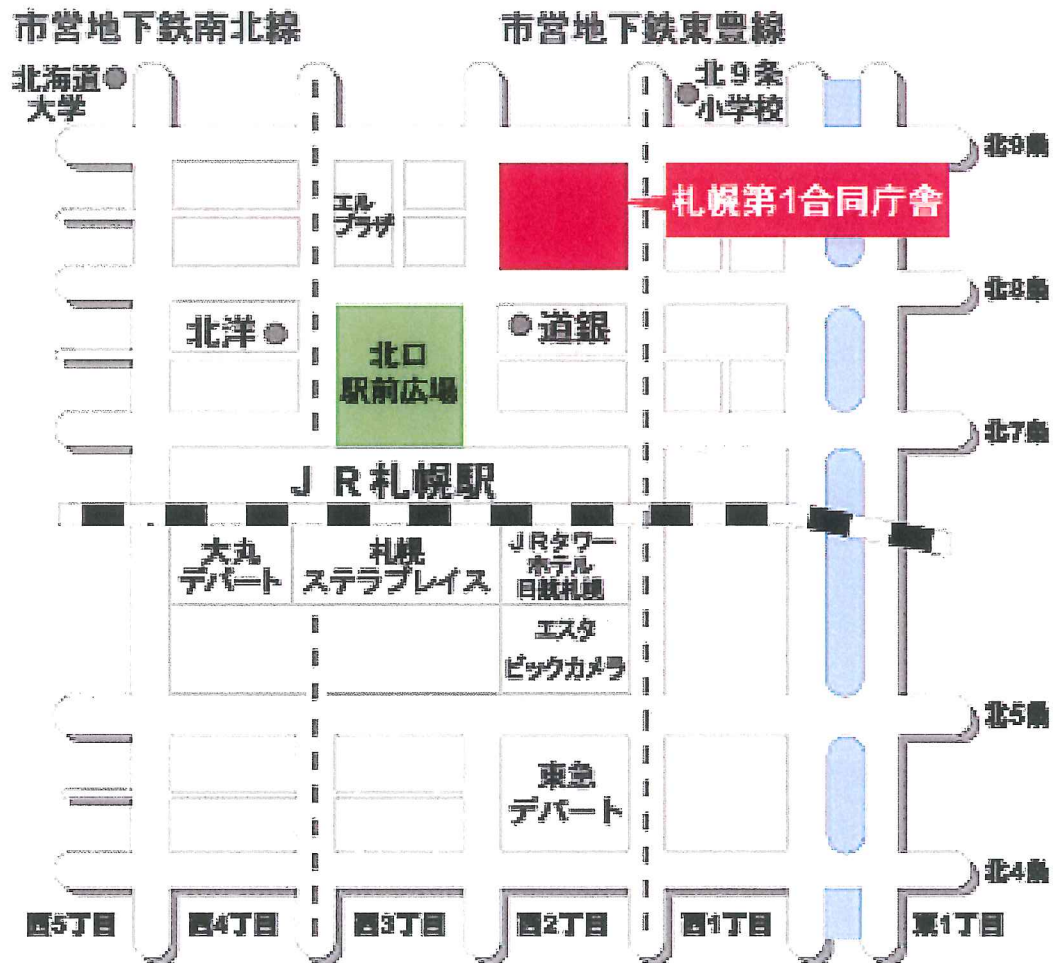 市営地下鉄南北線
市営地下鉄東豊線
北海道
大学
北9条
小学校
北9条
エル
プラザ
札幌第1合同庁舎
北8条
北洋
道銀
北口
駅前広場
北7条
JR札幌駅
大丸
デパート
札幌
ステラプレイス
JRタワー
ホテル
日航札幌
エスタ
ビックカメラ
北5条
東急
デパート
北4条
西5丁目
西4丁目
西3丁目
西2丁目
西1丁目
東1丁目